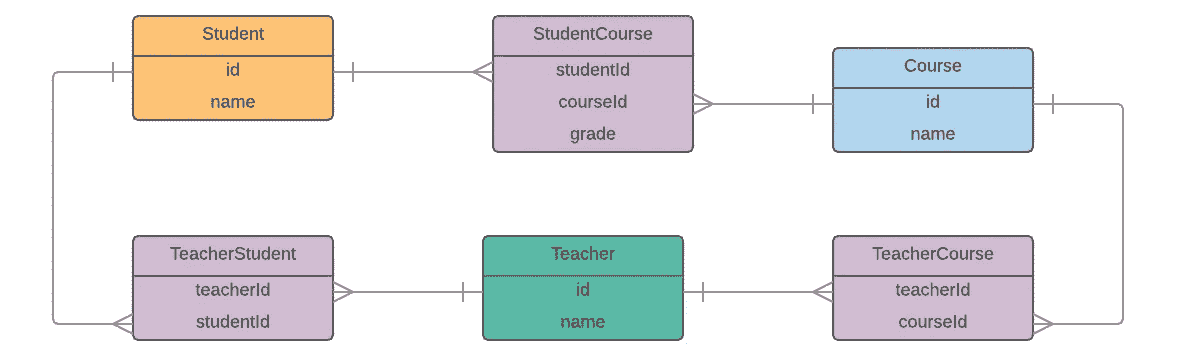 Student
id
name
StudentCourse
studentId
courseId
grade
Course
id
name
TeacherStudent
teacherId
studentId
Teacher
id
name
TeacherCourse
teacherId
courseId